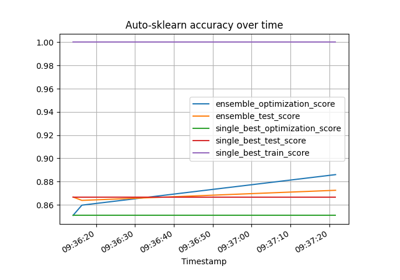 Auto-sklearn accuracy over time
1.00
0.98
0.96
0.94
0.92
0.90
0.88
0.86
ensemble_optimization_score
ensemble_test_score
single_best_optimization_score
single_best_test_score
single_best_train_score
09:36:20
09:36:30
09:36:40
09:36:50
09:37:00
09:37:10
09:37:20
Timestamp